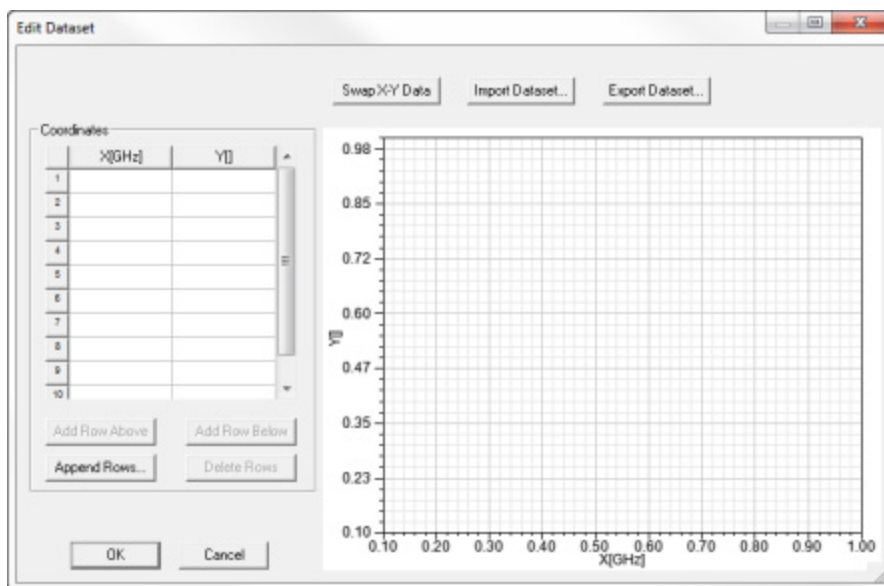 Edit Dataset
Swap X-Y Data Import Dataset... Export Dataset...
Coordinates
X[GHz] Y[]
1
2
3
4
5
6
7
8
9
10
Add Row Above Add Row Below
Append Rows... Delete Rows
OK Cancel
0.98
0.85
0.72
0.60
0.47
0.35
0.23
0.10
Y[]
0.10 0.20 0.30 0.40 0.50 0.60 0.70 0.80 0.90 1.00
X[GHz]